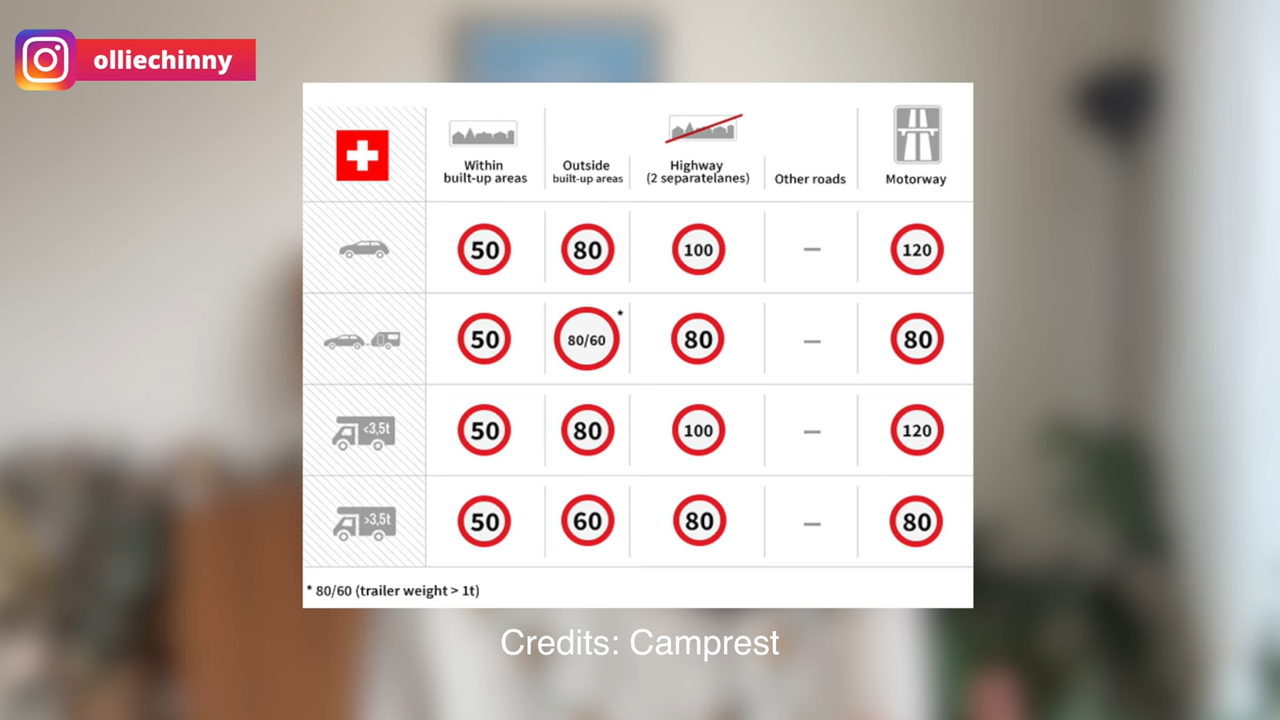 olliechinny
Within
built-up areas
Outside
built-up areas
Highway
(2 separatelanes)
Other roads
Motorway
50
80
100
—
120
50
80/60
*
80
—
80
<3,5t
50
80
100
—
120
>3,5t
50
60
80
—
80
* 80/60 (trailer weight > 1t)
Credits: Camprest